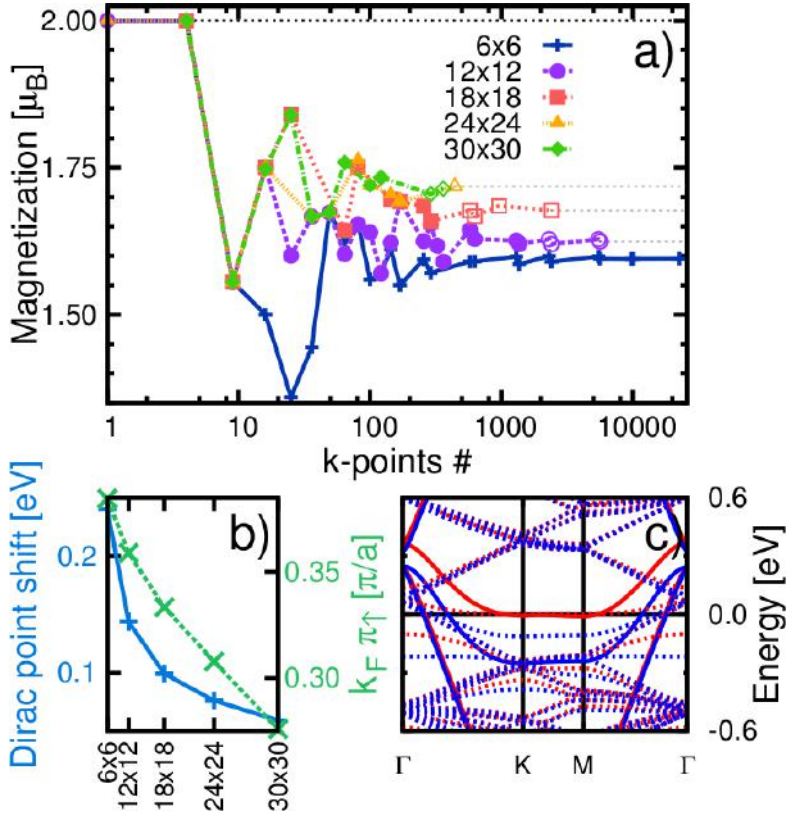 2.00
1.75
1.50
Magnetization [μB]
a)
6x6
12x12
18x18
24x24
30x30
1
10
100
1000
10000
k-points #
b)
Dirac point shift [eV]
0.2
0.1
0.35
0.30
kF π↑ [π/a]
6x6
12x12
18x18
24x24
30x30
c)
0.6
0.0
-0.6
Energy [eV]
Γ
K
M
Γ